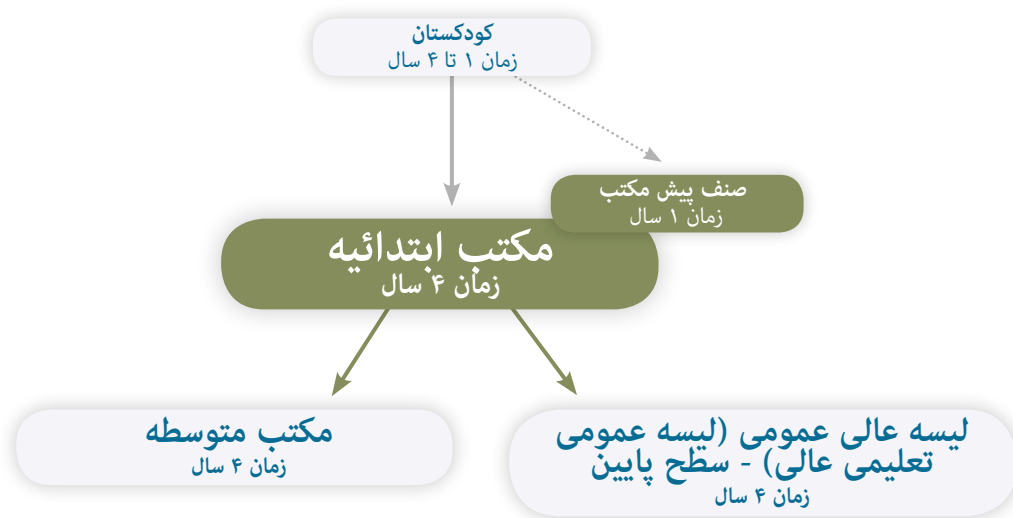 کودکستان
زمان ۱ تا ۴ سال
صنف پیش مکتب
زمان ۱ سال
مکتب ابتدائیه
زمان ۴ سال
مکتب متوسطه
زمان ۴ سال
لیسه عالی عمومی (لیسه عمومی
تعلیمی عالی) - سطح پایین
زمان ۴ سال